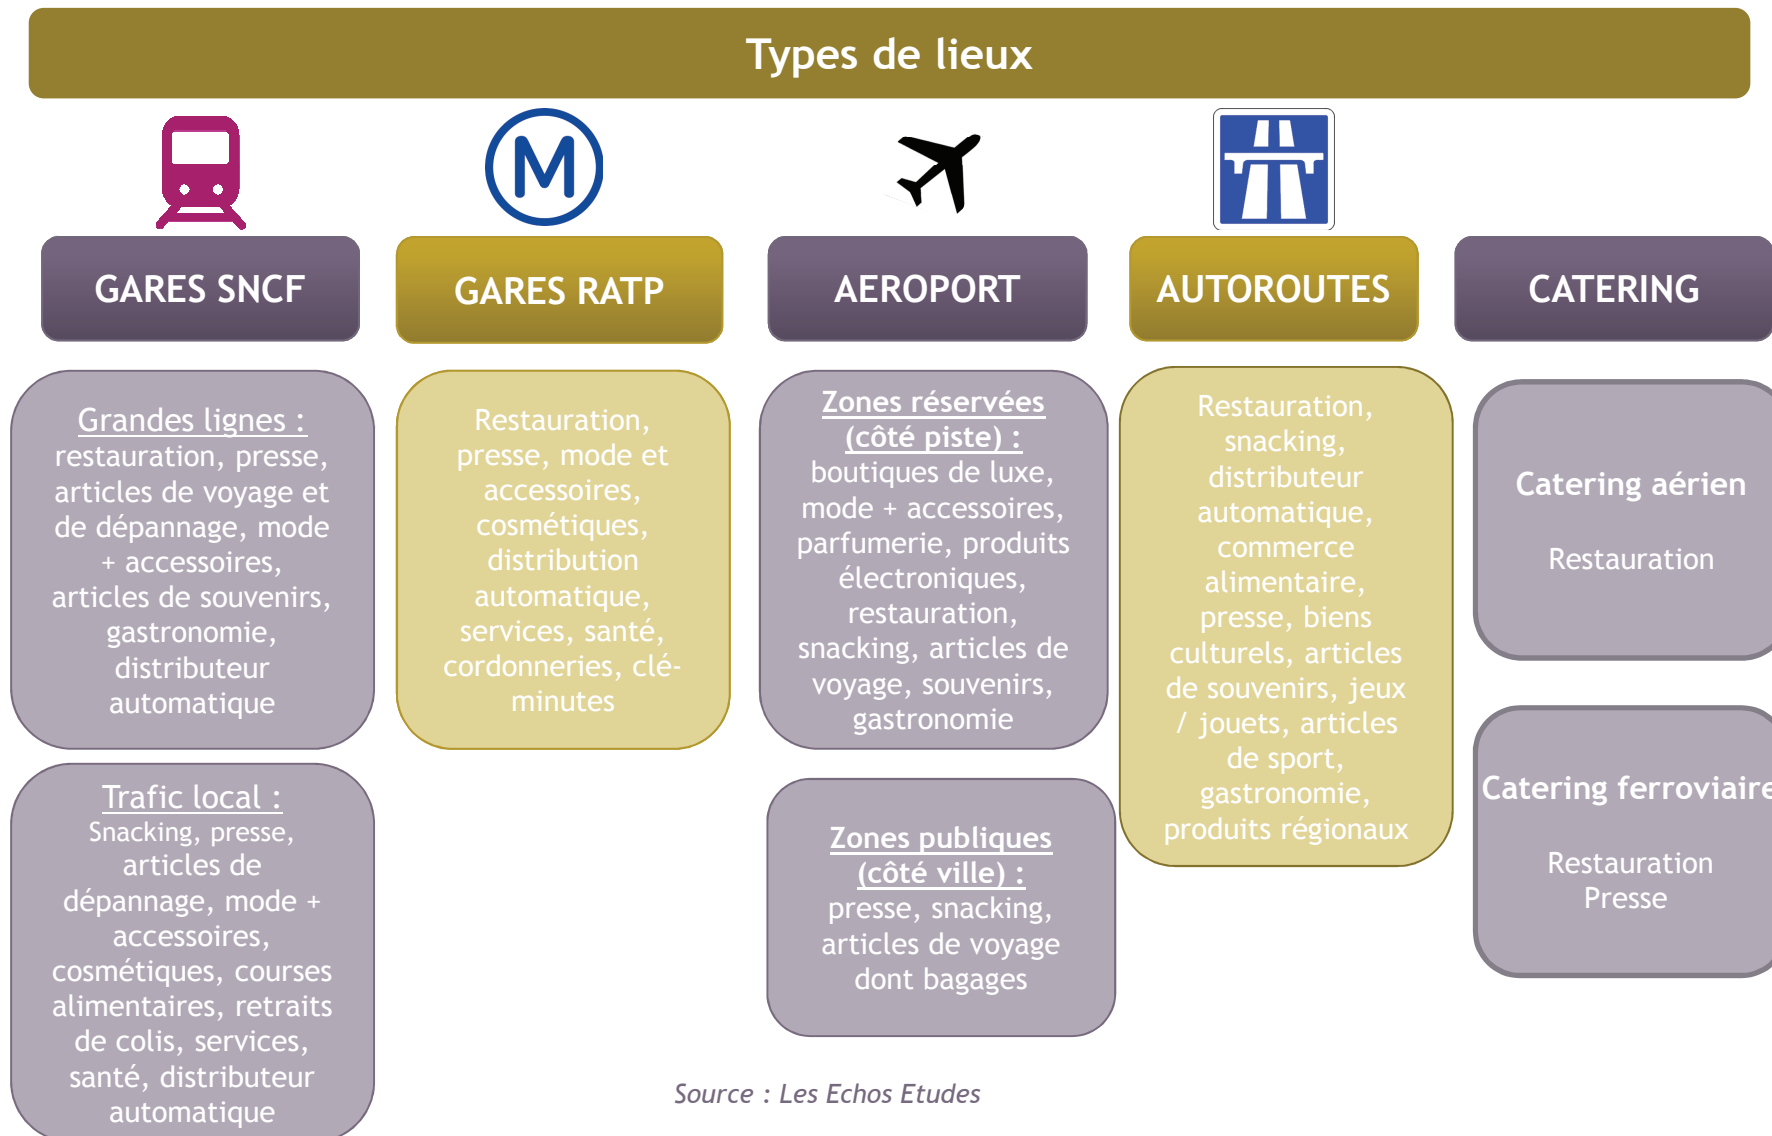 Types de lieux
M
GARES SNCF
GARES RATP
AEROPORT
AUTOROUTES
CATERING
Grandes lignes :
restauration, presse,
articles de voyage et
de dépannage, mode
+ accessoires,
articles de souvenirs,
gastronomie,
distributeur
automatique
Trafic local :
Snacking, presse,
articles de
dépannage, mode +
accessoires,
cosmétiques, courses
alimentaires, retraits
de colis, services,
santé, distributeur
automatique
Restauration,
presse, mode et
accessoires,
cosmétiques,
distribution
automatique,
services, santé,
cordonneries, clé-
minutes
Zones réservées
(côté piste) :
boutiques de luxe,
mode + accessoires,
parfumerie, produits
électroniques,
restauration,
snacking, articles de
voyage, souvenirs,
gastronomie
Zones publiques
(côté ville) :
presse, snacking,
articles de voyage
dont bagages
Restauration,
snacking,
distributeur
automatique,
commerce
alimentaire,
presse, biens
culturels, articles
de souvenirs, jeux
/ jouets, articles
de sport,
gastronomie,
produits régionaux
Catering aérien
Restauration
Catering ferroviaire
Restauration
Presse
Source : Les Echos Etudes